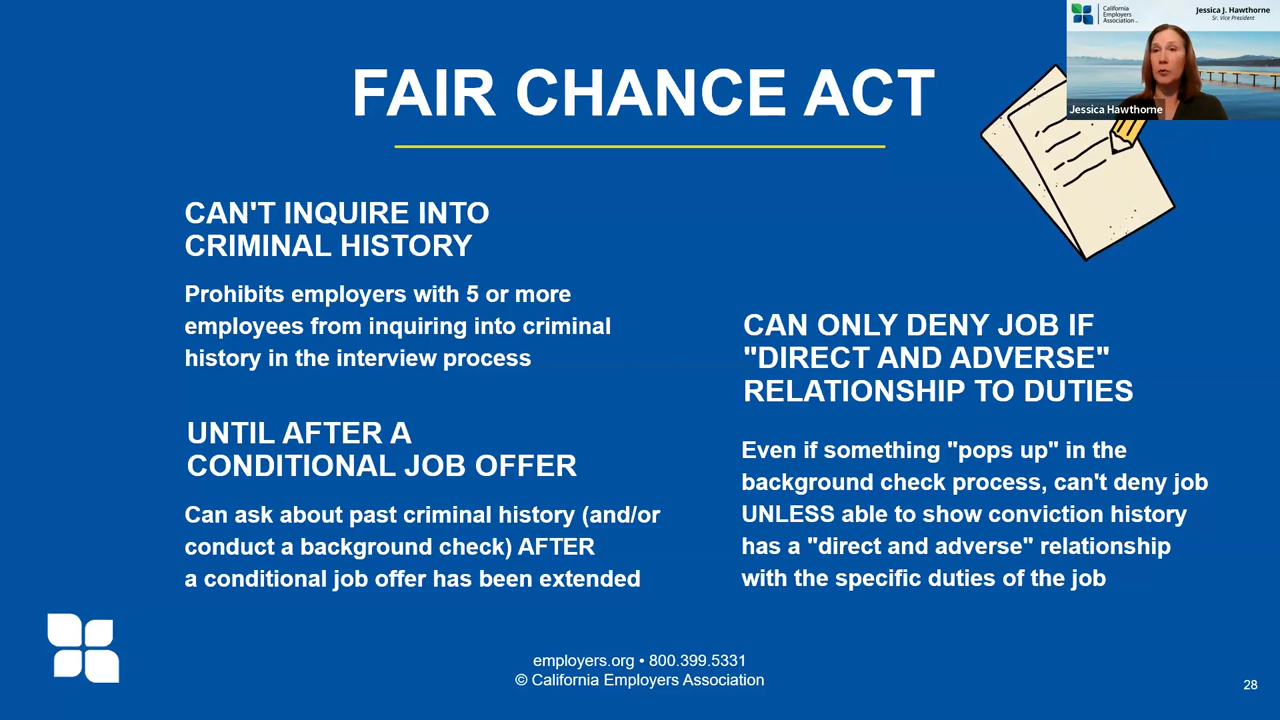 FAIR CHANCE ACT
California
Employers
Association
Jessica J. Hawthorne
Sr. Vice President
Jessica Hawthorne
CAN'T INQUIRE INTO
CRIMINAL HISTORY
Prohibits employers with 5 or more
employees from inquiring into criminal
history in the interview process
UNTIL AFTER A
CONDITIONAL JOB OFFER
Can ask about past criminal history (and/or
conduct a background check) AFTER
a conditional job offer has been extended
CAN ONLY DENY JOB IF
"DIRECT AND ADVERSE"
RELATIONSHIP TO DUTIES
Even if something "pops up" in the
background check process, can't deny job
UNLESS able to show conviction history
has a "direct and adverse" relationship
with the specific duties of the job
employers.org • 800.399.5331
© California Employers Association
28